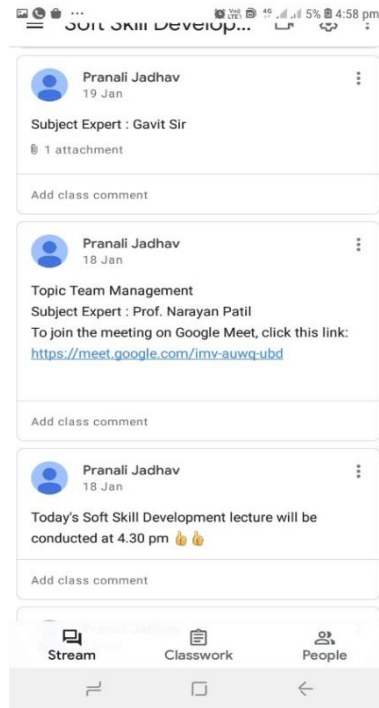 4G 5% 4:58 pm
Soft Skill Develop...
Pranali Jadhav
19 Jan
Subject Expert : Gavit Sir
1 attachment
Add class comment
Pranali Jadhav
18 Jan
Topic Team Management
Subject Expert : Prof. Narayan Patil
To join the meeting on Google Meet, click this link:
https://meet.google.com/imv-auwq-ubd
Add class comment
Pranali Jadhav
18 Jan
Today's Soft Skill Development lecture will be
conducted at 4.30 pm 👍👍
Add class comment
Stream Classwork People